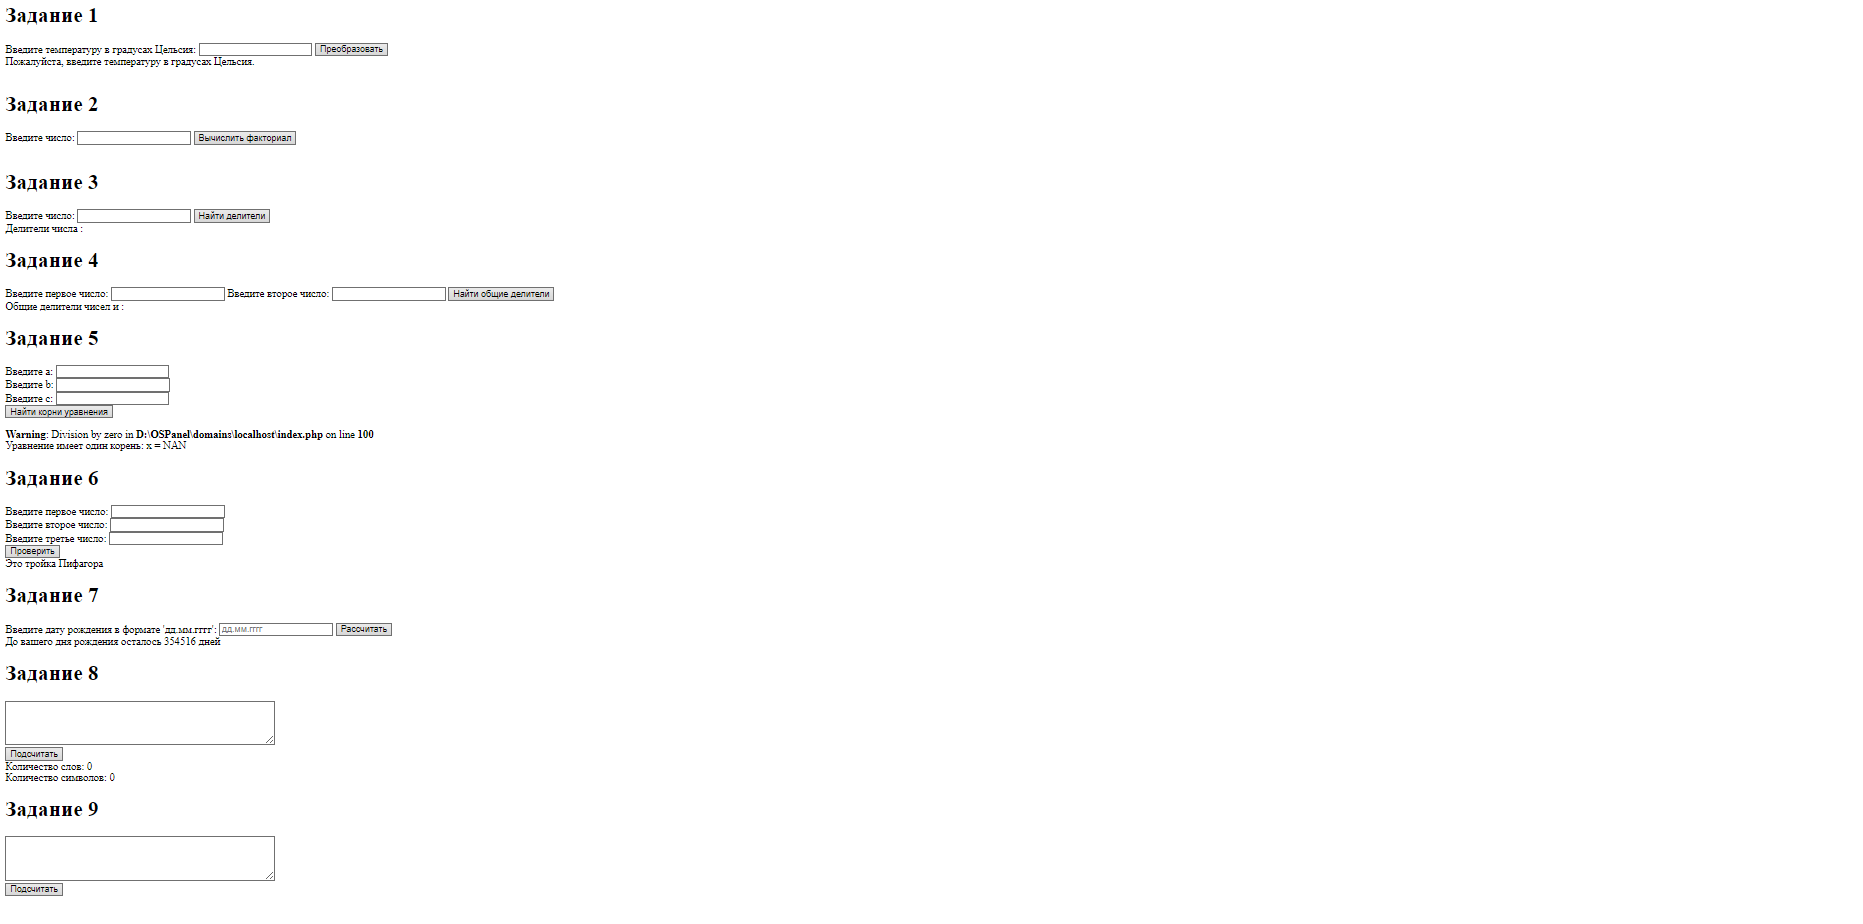 Задание 1
Введите температуру в градусах Цельсия: Преобразовать
Пожалуйста, введите температуру в градусах Цельсия.
Задание 2
Введите число: Вычислить факториал
Задание 3
Введите число: Найти делители
Делители числа :
Задание 4
Введите первое число: Введите второе число: Найти общие делители
Общие делители чисел и :
Задание 5
Введите a:
Введите b:
Введите c:
Найти корни уравнения
Warning: Division by zero in D:\OSPanel\domains\localhost\index.php on line 100
Уравнение имеет один корень: x = NAN
Задание 6
Введите первое число:
Введите второе число:
Введите третье число:
Проверить
Это тройка Пифагора
Задание 7
Введите дату рождения в формате 'дд.мм.гггг': дд.мм.гггг Рассчитать
До вашего дня рождения осталось 354516 дней
Задание 8
Подсчитать
Количество слов: 0
Количество символов: 0
Задание 9
Подсчитать